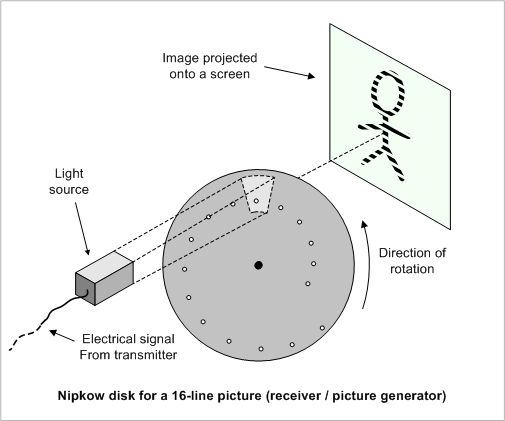 Image projected
onto a screen
Light
source
Direction of
rotation
Electrical signal
From transmitter
Nipkow disk for a 16-line picture (receiver / picture generator)